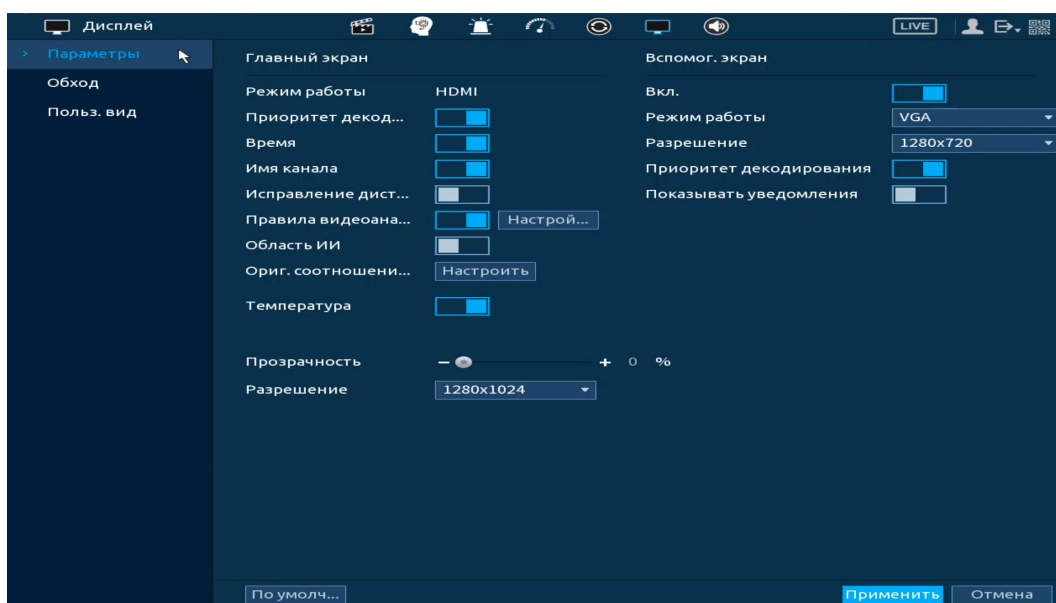 Дисплей
LIVE
> Параметры
Обход
Польз. вид
Главный экран
Режим работы HDMI
Приоритет декод...
Время
Имя канала
Исправление дист...
Правила видеоана... Настрой...
Область ИИ
Ориг. соотношени... Настроить
Температура
Прозрачность − + 0 %
Разрешение 1280x1024
Вспомог. экран
Вкл.
Режим работы VGA
Разрешение 1280x720
Приоритет декодирования
Показывать уведомления
По умолч... Применить Отмена